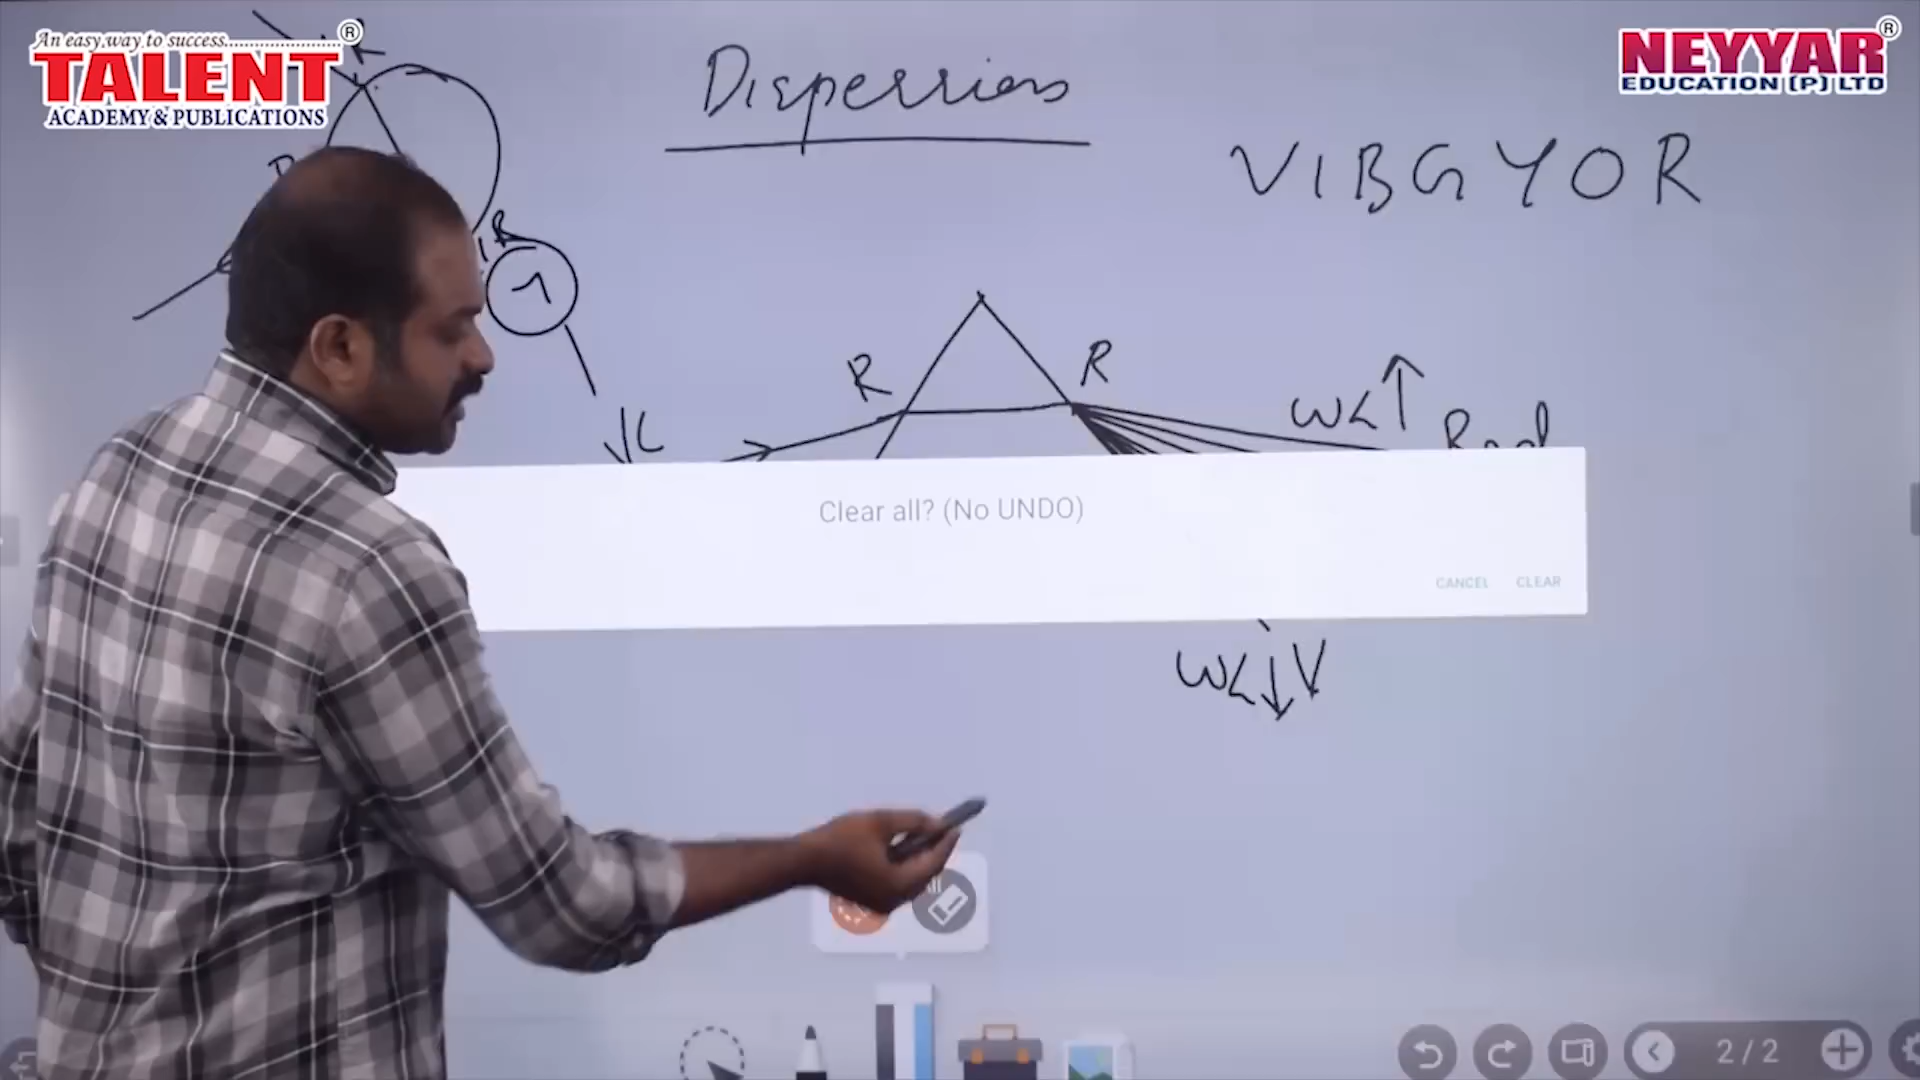 An easy way to success........................
TALENT®
ACADEMY & PUBLICATIONS
NEYYAR®
EDUCATION (P) LTD
Dispersion
VIBGYOR
R
R
WL↑
Clear all? (No UNDO)
CANCEL CLEAR
WL↓V
2/2